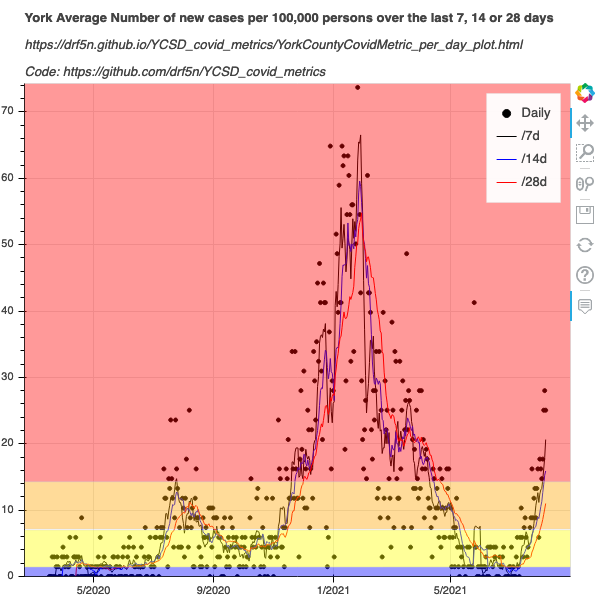 York Average Number of new cases per 100,000 persons over the last 7, 14 or 28 days
https://drf5n.github.io/YCSD_covid_metrics/YorkCountyCovidMetric_per_day_plot.html
Code: https://github.com/drf5n/YCSD_covid_metrics
Daily
/7d
/14d
/28d
70
60
50
40
30
20
10
0
5/2020
9/2020
1/2021
5/2021